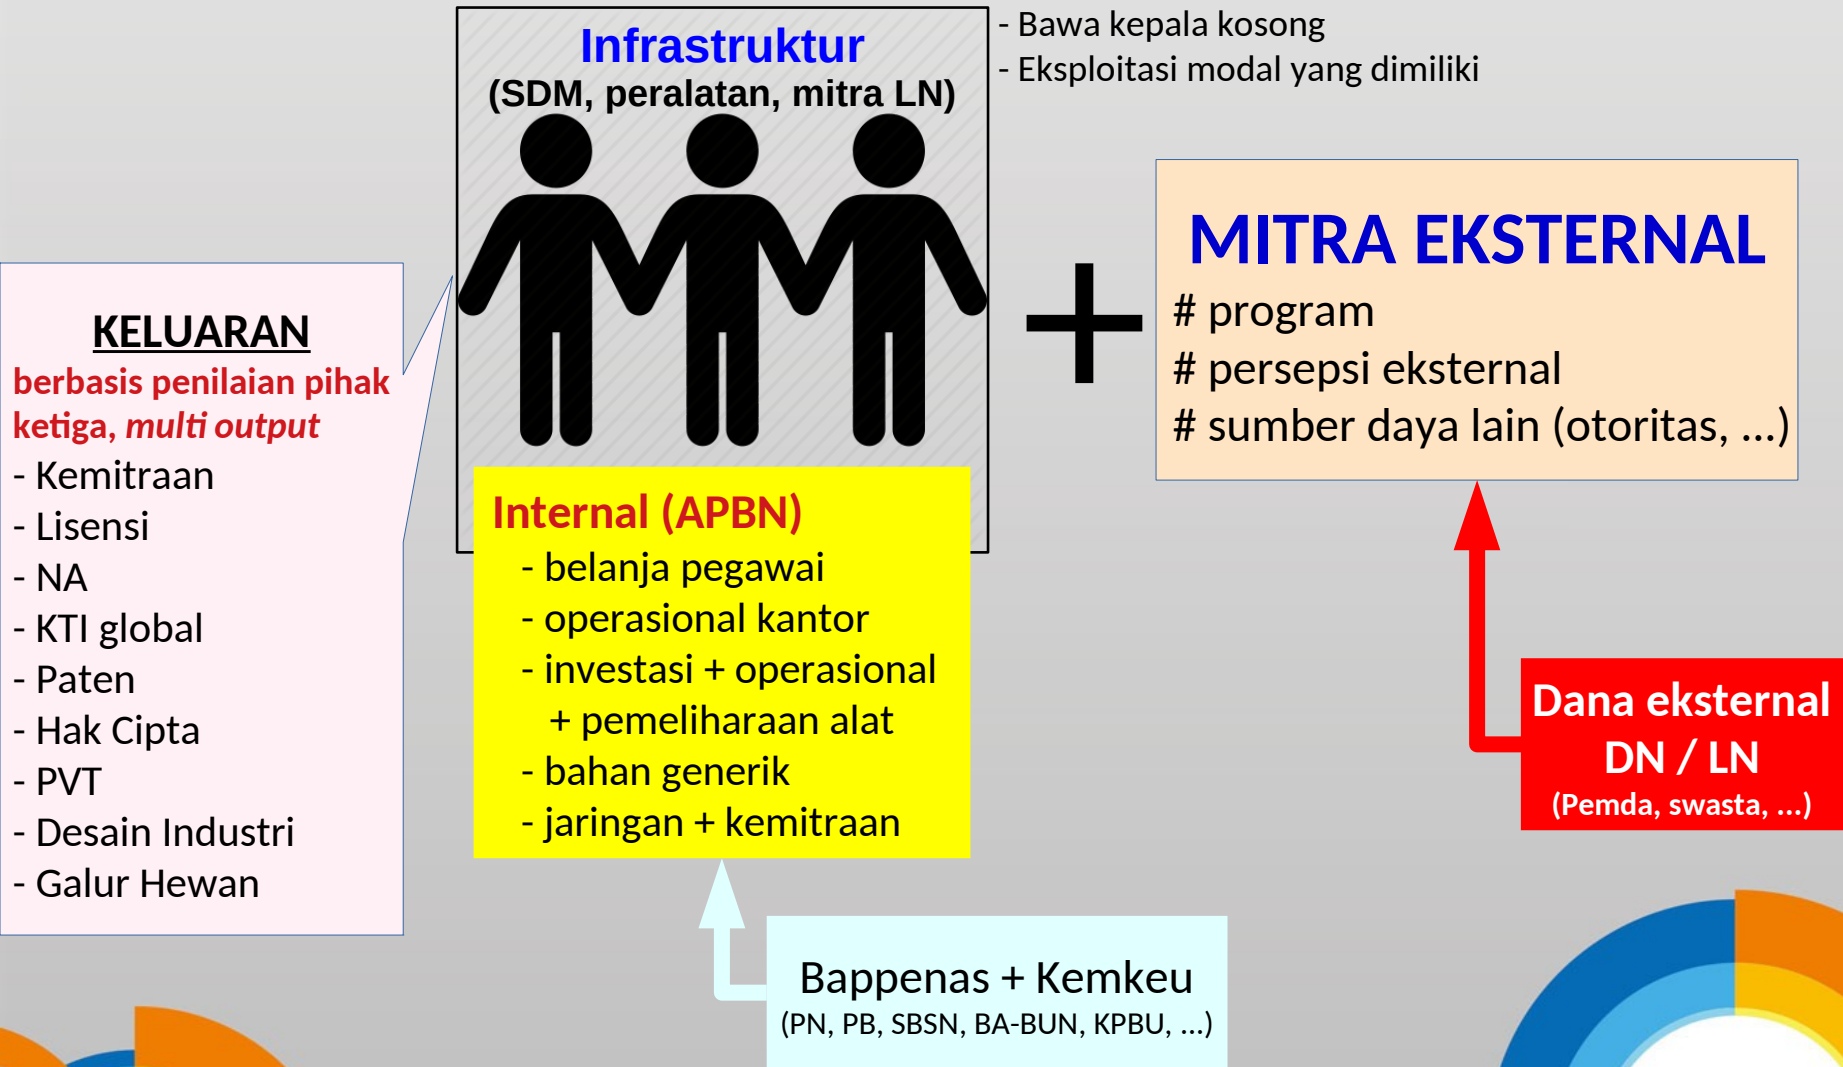 Infrastruktur
(SDM, peralatan, mitra LN)
- Bawa kepala kosong
- Eksploitasi modal yang dimiliki
KELUARAN
berbasis penilaian pihak
ketiga, multi output
- Kemitraan
- Lisensi
- NA
- KTI global
- Paten
- Hak Cipta
- PVT
- Desain Industri
- Galur Hewan
Internal (APBN)
- belanja pegawai
- operasional kantor
- investasi + operasional
+ pemeliharaan alat
- bahan generik
- jaringan + kemitraan
+
MITRA EKSTERNAL
# program
# persepsi eksternal
# sumber daya lain (otoritas, ...)
Dana eksternal
DN / LN
(Pemda, swasta, ...)
Bappenas + Kemkeu
(PN, PB, SBSN, BA-BUN, KPBU, ...)